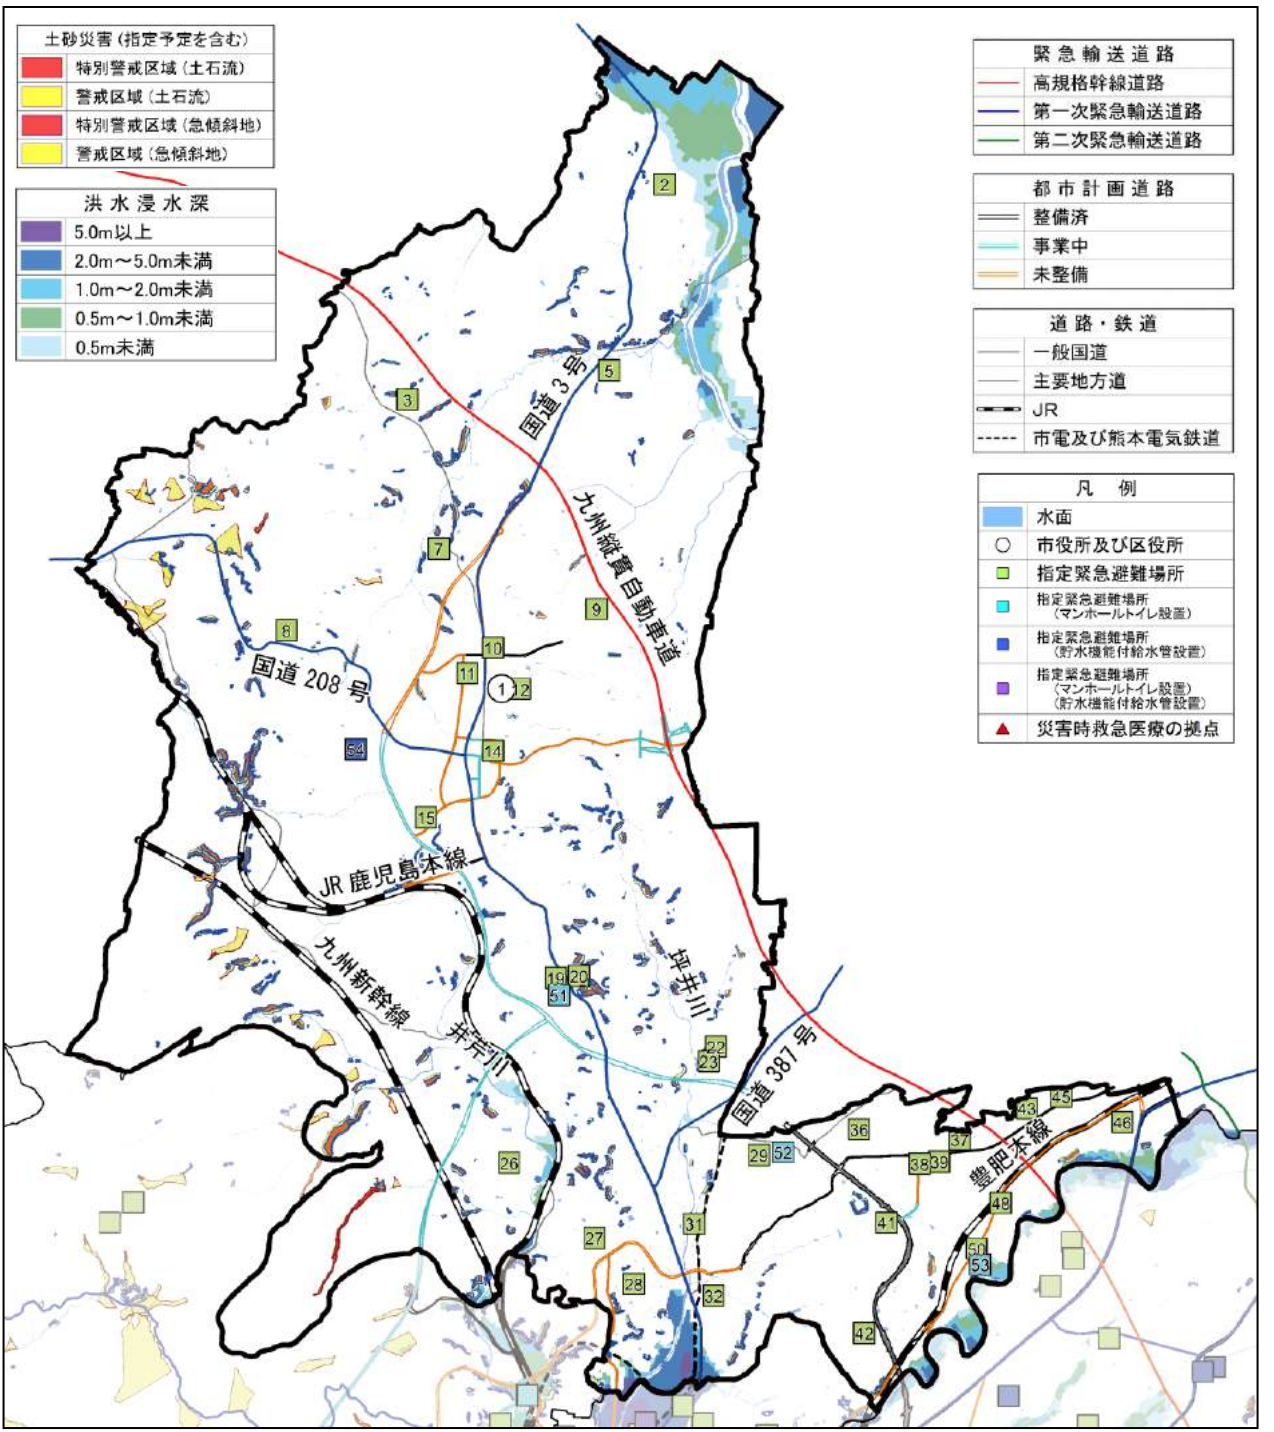 土砂災害(指定予定を含む)
特別警戒区域(土石流)
警戒区域(土石流)
特別警戒区域(急傾斜地)
警戒区域(急傾斜地)
洪水浸水深
5.0m以上
2.0m~5.0m未満
1.0m~2.0m未満
0.5m~1.0m未満
0.5m未満
緊急輸送道路
高規格幹線道路
第一次緊急輸送道路
第二次緊急輸送道路
都市計画道路
整備済
事業中
未整備
道路・鉄道
一般国道
主要地方道
JR
市電及び熊本電気鉄道
凡例
水面
市役所及び区役所
指定緊急避難場所
指定緊急避難場所
(マンホールトイレ設置)
指定緊急避難場所
(貯水機能付給水管設置)
指定緊急避難場所
(マンホールトイレ設置)
(貯水機能付給水管設置)
災害時救急医療の拠点
2
国道3号
5
3
九州縦貫自動車道
7
9
8
国道208号
10
11
1
12
54
14
15
JR鹿児島本線
九州新幹線
井芹川
坪井川
19
20
51
22
23
国道387号
26
27
28
29
52
31
32
36
37
38
39
41
42
43
45
46
豊肥本線
48
50
53